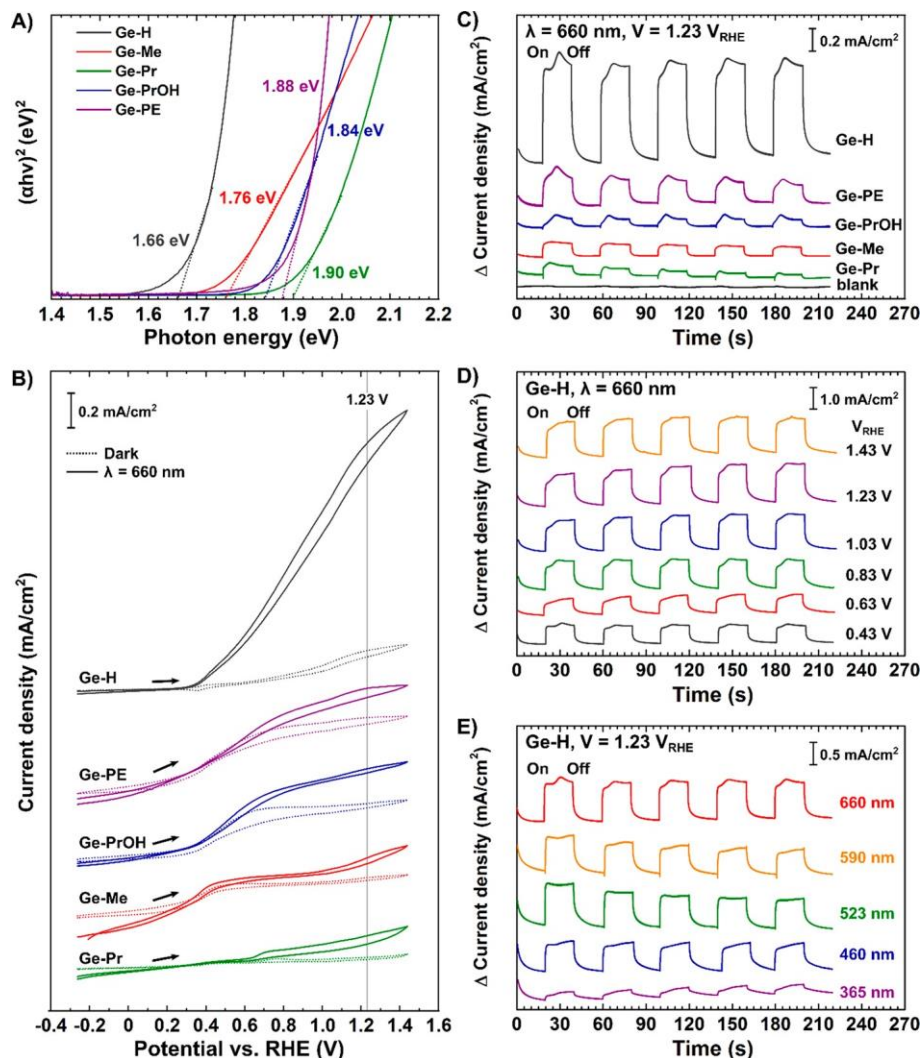 A)
Ge-H
Ge-Me
Ge-Pr
Ge-PrOH
Ge-PE
1.88 eV
1.84 eV
1.76 eV
1.66 eV
1.90 eV
(αhν)² (eV)²
1.4 1.5 1.6 1.7 1.8 1.9 2.0 2.1 2.2
Photon energy (eV)
B)
0.2 mA/cm²
1.23 V
Dark
λ = 660 nm
Ge-H
Ge-PE
Ge-PrOH
Ge-Me
Ge-Pr
Current density (mA/cm²)
-0.4 -0.2 0 0.2 0.4 0.6 0.8 1.0 1.2 1.4 1.6
Potential vs. RHE (V)
C)
λ = 660 nm, V = 1.23 V_RHE
On Off
0.2 mA/cm²
Ge-H
Ge-PE
Ge-PrOH
Ge-Me
Ge-Pr
blank
Δ Current density (mA/cm²)
0 30 60 90 120 150 180 210 240 270
Time (s)
D)
Ge-H, λ = 660 nm
On Off
1.0 mA/cm²
V_RHE
1.43 V
1.23 V
1.03 V
0.83 V
0.63 V
0.43 V
Δ Current density (mA/cm²)
0 30 60 90 120 150 180 210 240 270
Time (s)
E)
Ge-H, V = 1.23 V_RHE
On Off
0.5 mA/cm²
660 nm
590 nm
523 nm
460 nm
365 nm
Δ Current density (mA/cm²)
0 30 60 90 120 150 180 210 240 270
Time (s)